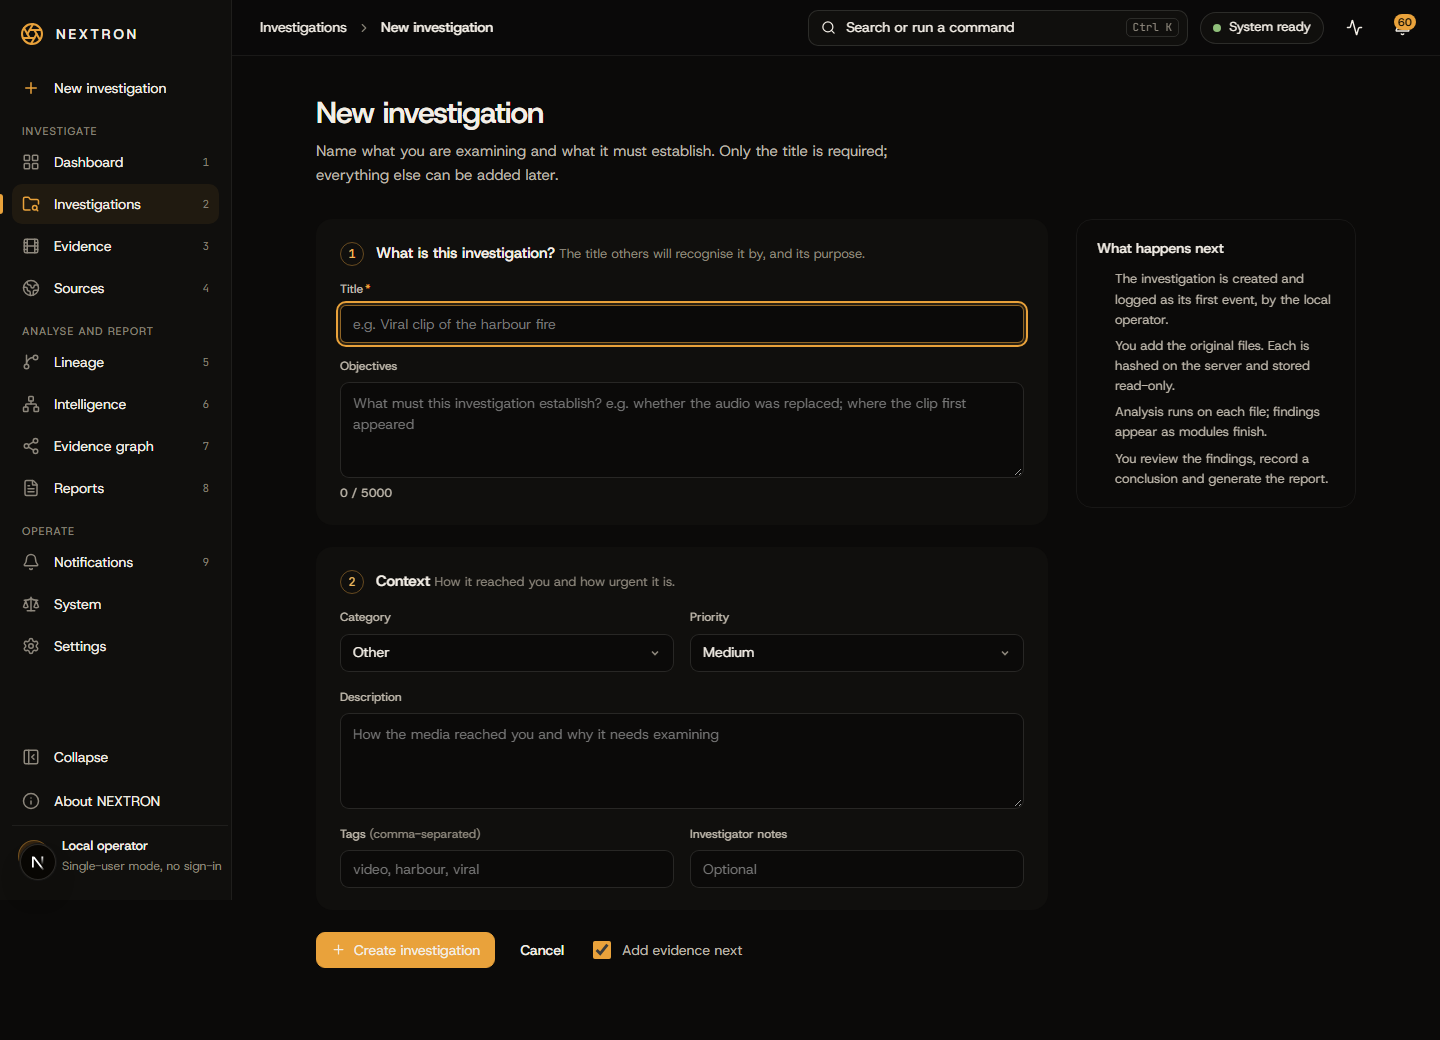 NEXTRON
Investigations > New investigation
Search or run a command
Ctrl K
System ready
60
New investigation
INVESTIGATE
Dashboard 1
Investigations 2
Evidence 3
Sources 4
ANALYSE AND REPORT
Lineage 5
Intelligence 6
Evidence graph 7
Reports 8
OPERATE
Notifications 9
System
Settings
Collapse
About NEXTRON
N
Local operator
Single-user mode, no sign-in
New investigation
Name what you are examining and what it must establish. Only the title is required;
everything else can be added later.
1 What is this investigation? The title others will recognise it by, and its purpose.
Title *
e.g. Viral clip of the harbour fire
Objectives
What must this investigation establish? e.g. whether the audio was replaced; where the clip first
appeared
0 / 5000
2 Context How it reached you and how urgent it is.
Category
Other
Priority
Medium
Description
How the media reached you and why it needs examining
Tags (comma-separated)
video, harbour, viral
Investigator notes
Optional
+ Create investigation
Cancel
Add evidence next
What happens next
The investigation is created and
logged as its first event, by the local
operator.
You add the original files. Each is
hashed on the server and stored
read-only.
Analysis runs on each file; findings
appear as modules finish.
You review the findings, record a
conclusion and generate the report.